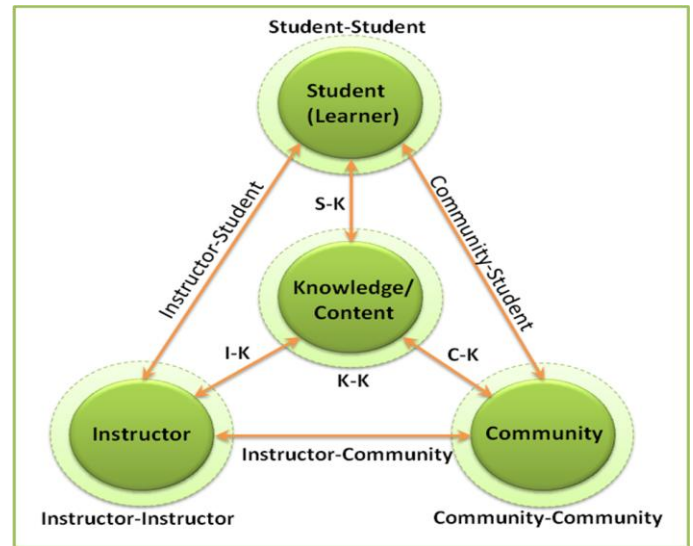 Student-Student
Student
(Learner)
Instructor-Student
S-K
Community-Student
Knowledge/
Content
I-K
C-K
K-K
Instructor
Community
Instructor-Community
Instructor-Instructor
Community-Community